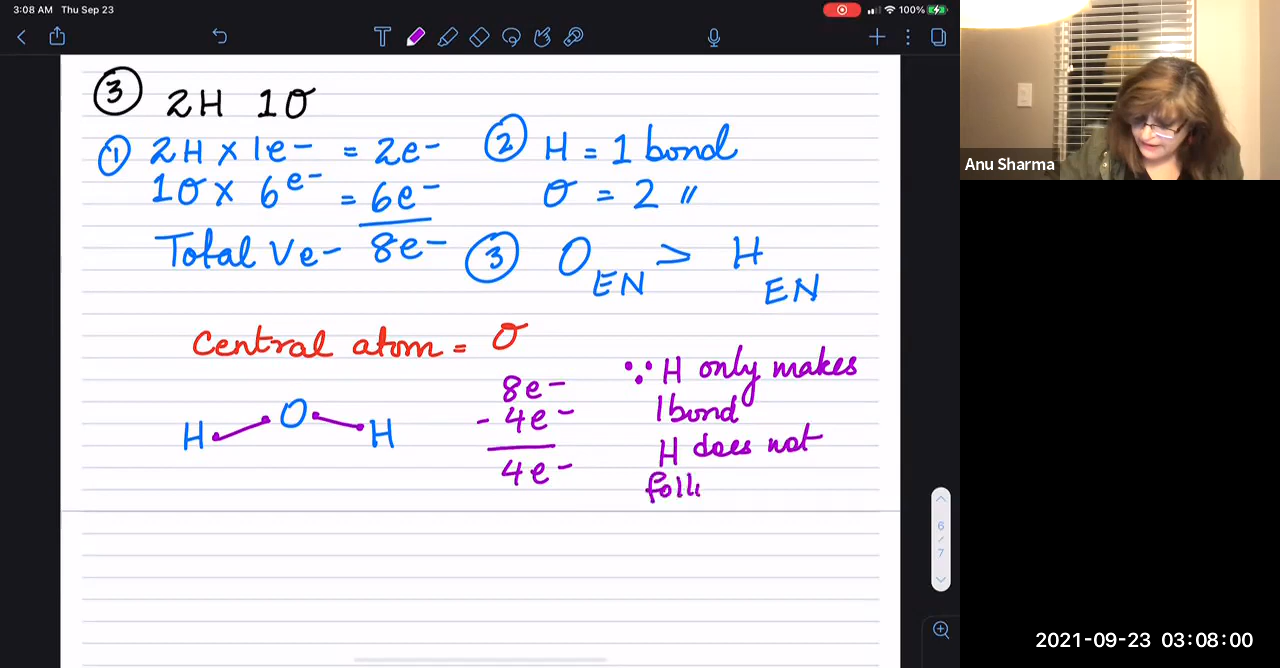 3:08 AM Thu Sep 23
100%
③ 2H 1O
① 2H × 1e- = 2e-
1O × 6e- = 6e-
Total Ve- 8e-
② H = 1 bond
O = 2 "
③ O EN > H EN
Central atom = O
H O H
8e-
- 4e-
4e-
∵ H only makes
1 bond
H does not
foll
6
/
7
Anu Sharma
2021-09-23 03:08:00